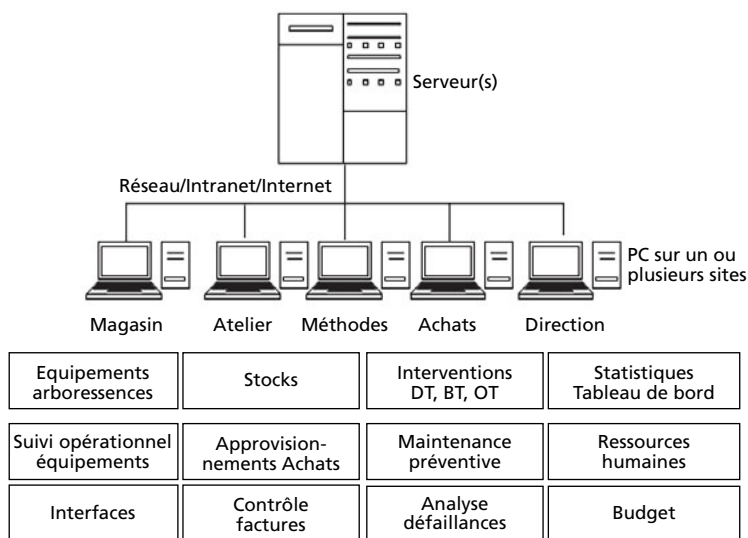 Serveur(s)
Réseau/Intranet/Internet
PC sur un ou
plusieurs sites
Magasin
Atelier
Méthodes
Achats
Direction
Equipements
arboressences
Stocks
Interventions
DT, BT, OT
Statistiques
Tableau de bord
Suivi opérationnel
équipements
Approvision-
nements Achats
Maintenance
préventive
Ressources
humaines
Interfaces
Contrôle
factures
Analyse
défaillances
Budget